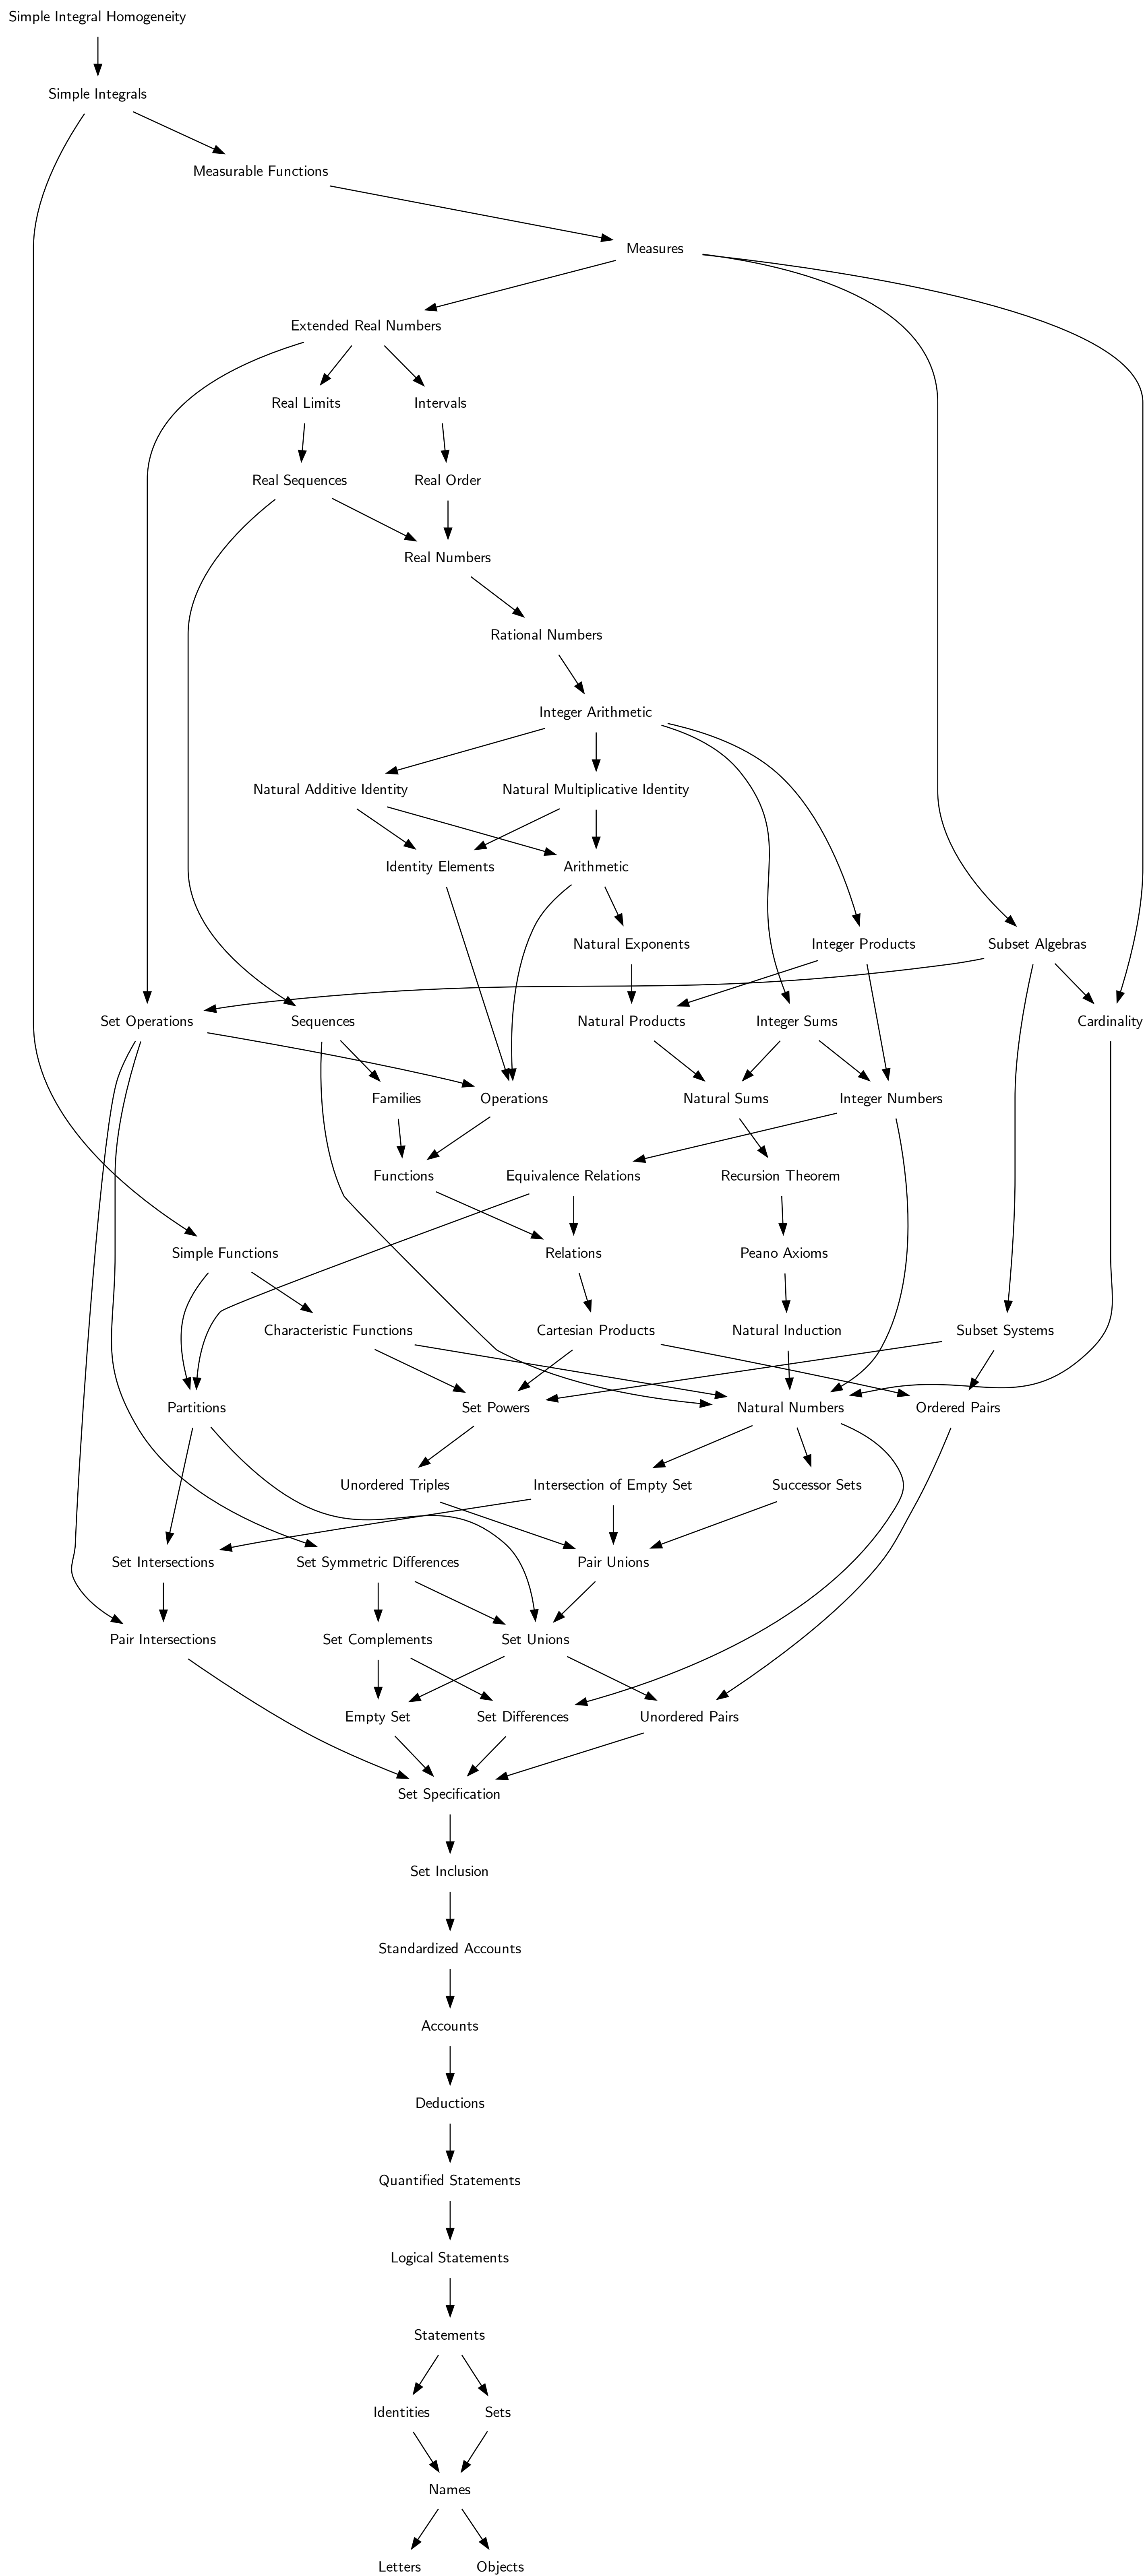 Simple Integral Homogeneity
Simple Integrals
Measurable Functions
Measures
Extended Real Numbers
Real Limits
Intervals
Real Sequences
Real Order
Real Numbers
Rational Numbers
Integer Arithmetic
Natural Additive Identity
Natural Multiplicative Identity
Identity Elements
Arithmetic
Natural Exponents
Integer Products
Subset Algebras
Set Operations
Sequences
Natural Products
Integer Sums
Cardinality
Families
Operations
Natural Sums
Integer Numbers
Functions
Equivalence Relations
Recursion Theorem
Simple Functions
Relations
Peano Axioms
Characteristic Functions
Cartesian Products
Natural Induction
Subset Systems
Partitions
Set Powers
Natural Numbers
Ordered Pairs
Unordered Triples
Intersection of Empty Set
Successor Sets
Set Intersections
Set Symmetric Differences
Pair Unions
Pair Intersections
Set Complements
Set Unions
Empty Set
Set Differences
Unordered Pairs
Set Specification
Set Inclusion
Standardized Accounts
Accounts
Deductions
Quantified Statements
Logical Statements
Statements
Identities
Sets
Names
Letters
Objects